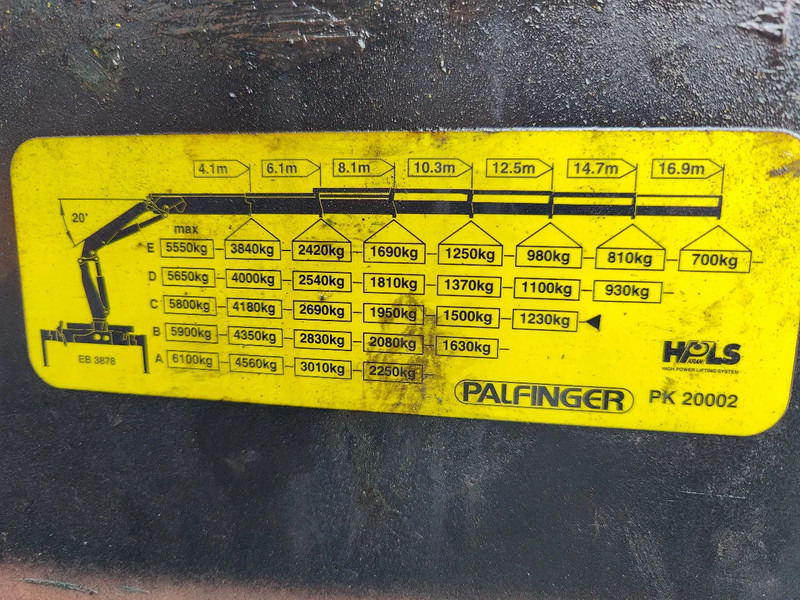 4.1m 6.1m 8.1m 10.3m 12.5m 14.7m 16.9m
20°
max
E 5550kg 3840kg 2420kg 1690kg 1250kg 980kg 810kg 700kg
D 5650kg 4000kg 2540kg 1810kg 1370kg 1100kg 930kg
C 5800kg 4180kg 2690kg 1950kg 1500kg 1230kg
B 5900kg 4350kg 2830kg 2080kg 1630kg
A 6100kg 4560kg 3010kg 2250kg
EB 3878
HPLS
HIGH POWER LIFTING SYSTEM
PALFINGER PK 20002